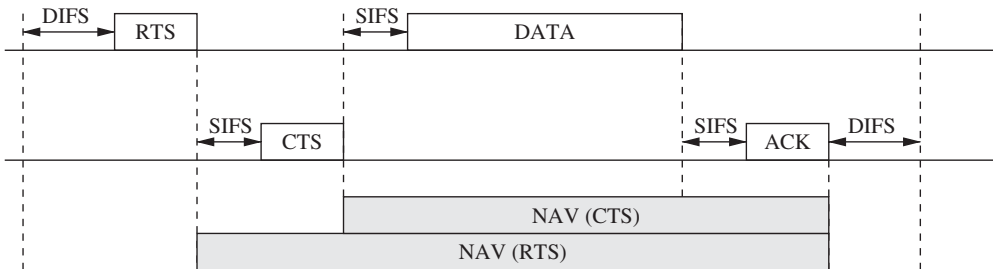 DIFS
RTS
SIFS
DATA
SIFS
CTS
SIFS
ACK
DIFS
NAV (CTS)
NAV (RTS)